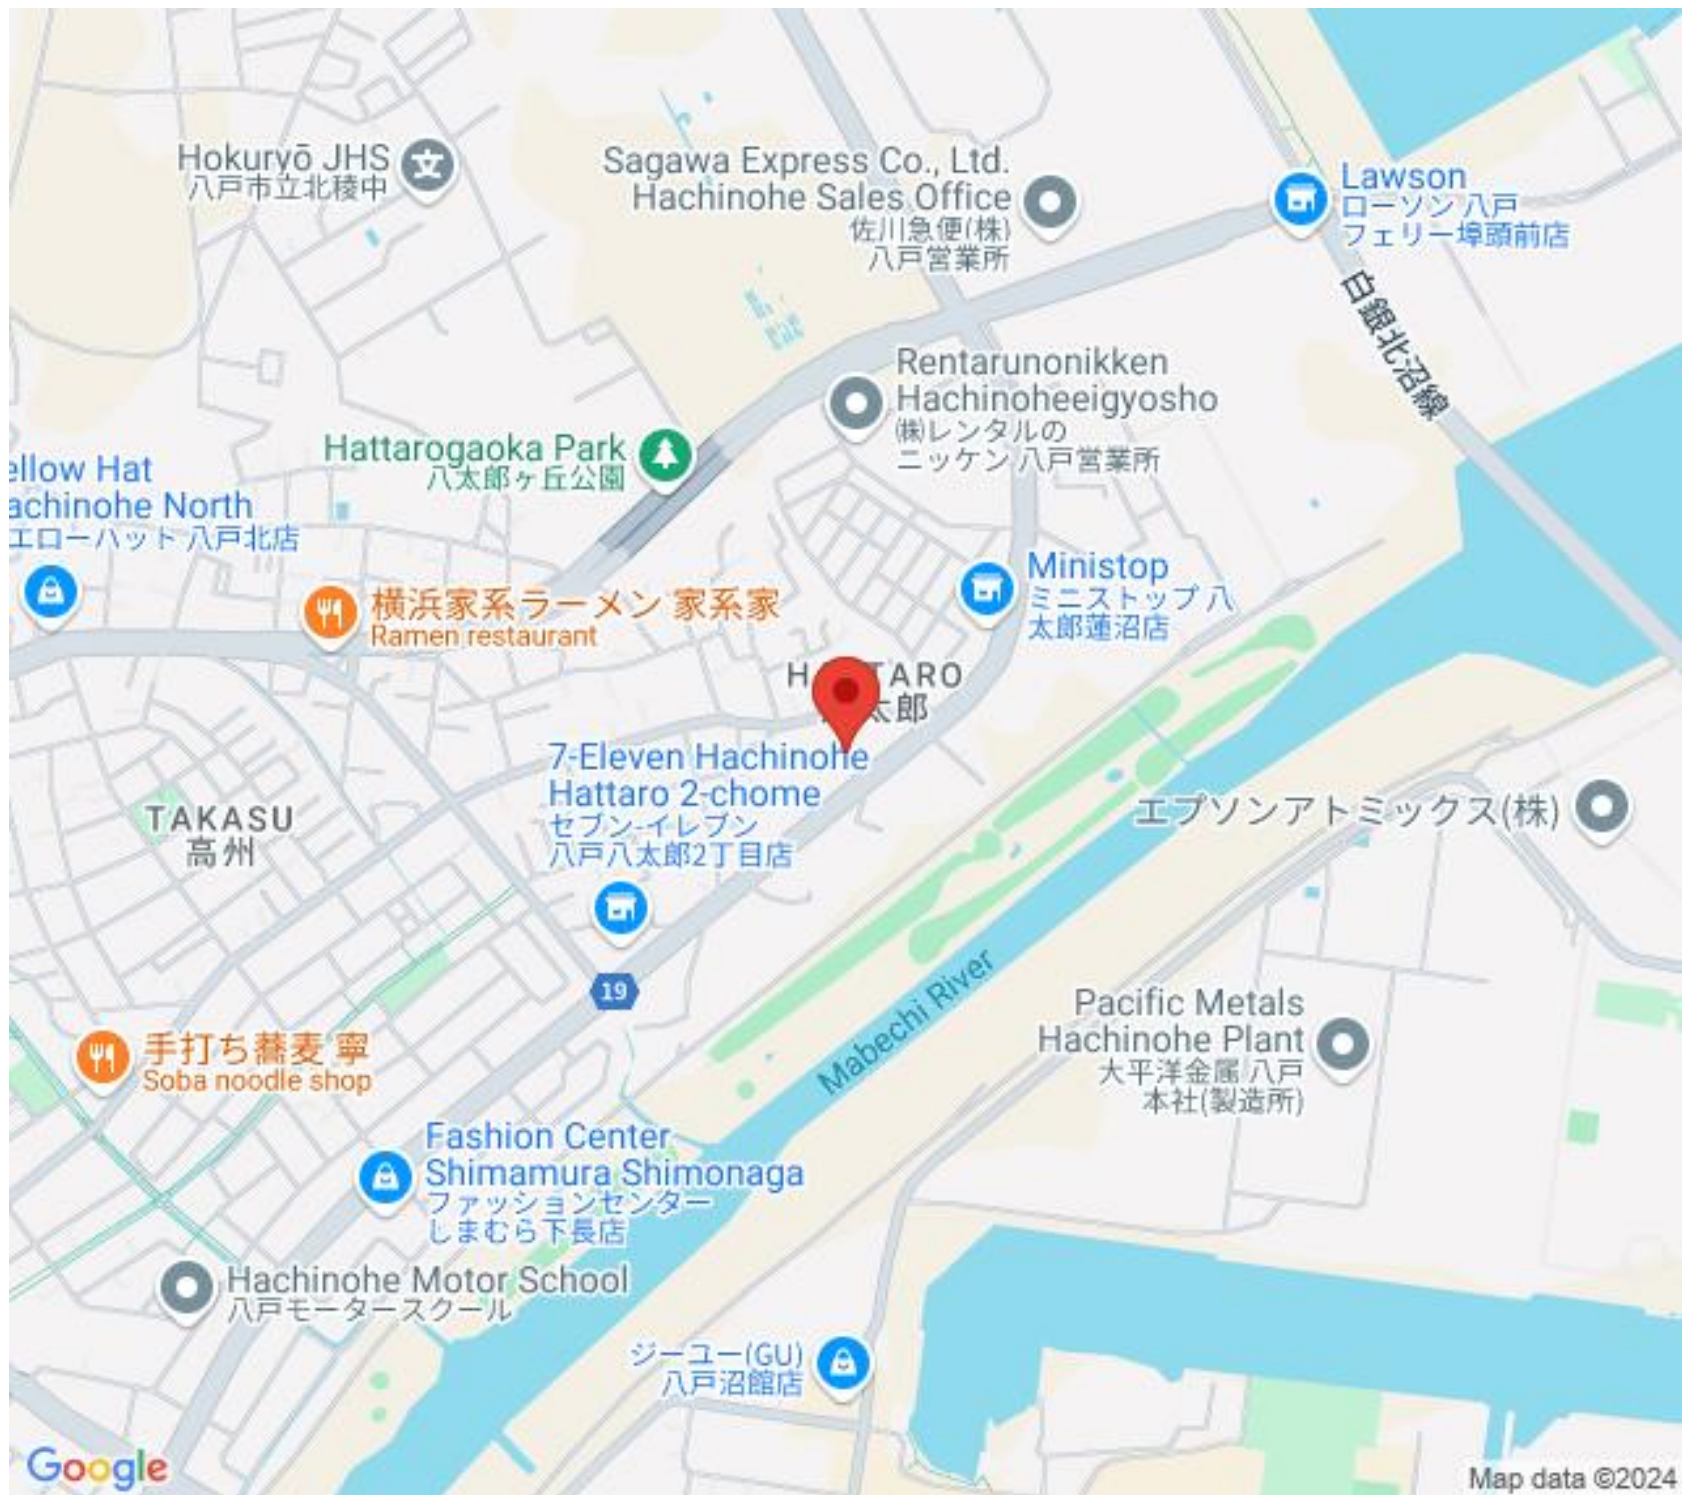 Hokuryō JHS
八戸市立北稜中
Sagawa Express Co., Ltd.
Hachinohe Sales Office
佐川急便(株)
八戸営業所
Lawson
ローソン 八戸
フェリー埠頭前店
白銀北沼線
Rentarunonikken
Hachinoheeigyosho
㈱レンタルの
ニッケン 八戸営業所
Hattarogaoka Park
八太郎ヶ丘公園
ellow Hat
achinohe North
エローハット 八戸北店
横浜家系ラーメン 家系家
Ramen restaurant
Ministop
ミニストップ 八
太郎蓮沼店
H TARO
太郎
7-Eleven Hachinohe
Hattaro 2-chome
セブン-イレブン
八戸八太郎2丁目店
TAKASU
高州
エプソンアトミックス(株)
19
Mabechi River
Pacific Metals
Hachinohe Plant
大平洋金属 八戸
本社(製造所)
手打ち蕎麦 寧
Soba noodle shop
Fashion Center
Shimamura Shimonaga
ファッションセンター
しまむら下長店
Hachinohe Motor School
八戸モータースクール
ジーユー(GU)
八戸沼館店
Google
Map data ©2024